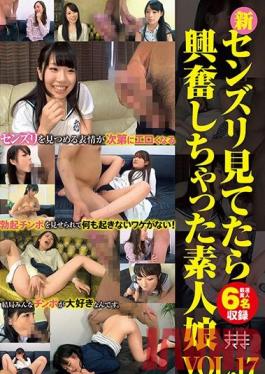 新
センズリ見てたら
興奮しちゃった素人娘
センズリを見つめる表情が次第にエロくなる
勃起チンポを見せられて何も起きないワケがない!
結局みんなチンポが大好きなんです。
素人
6名
収録
VOL.17